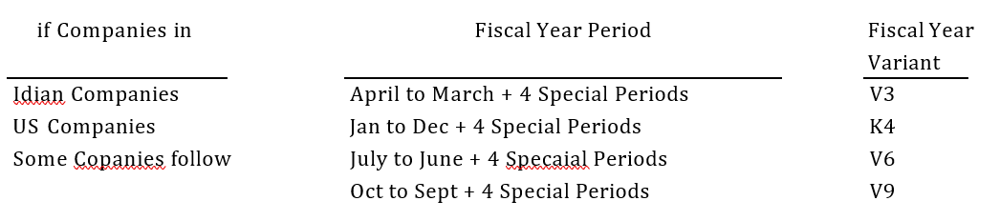 if Companies in Fiscal Year Period Fiscal Year
Variant
Idian Companies April to March + 4 Special Periods V3
US Companies Jan to Dec + 4 Special Periods K4
Some Copanies follow July to June + 4 Specaial Periods V6
Oct to Sept + 4 Special Periods V9